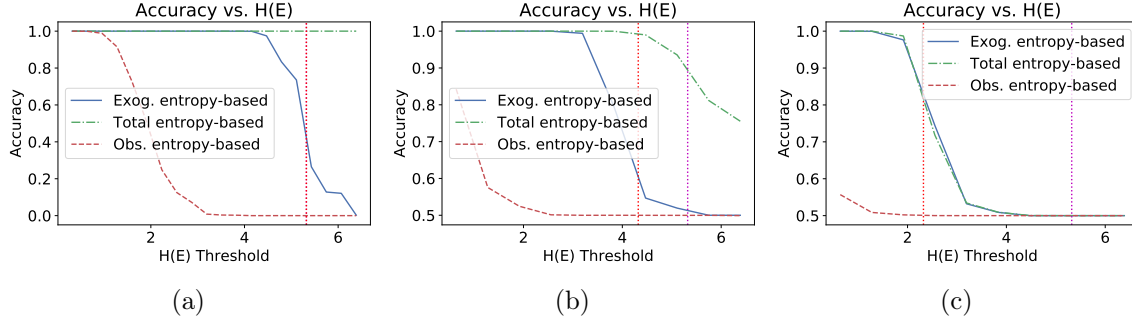 Accuracy vs. H(E)
Accuracy
1.0
0.8
0.6
0.4
0.2
0.0
Exog. entropy-based
Total entropy-based
Obs. entropy-based
2
4
6
H(E) Threshold
(a)
Accuracy vs. H(E)
Accuracy
1.0
0.9
0.8
0.7
0.6
0.5
Exog. entropy-based
Total entropy-based
Obs. entropy-based
2
4
6
H(E) Threshold
(b)
Accuracy vs. H(E)
Accuracy
1.0
0.9
0.8
0.7
0.6
0.5
Exog. entropy-based
Total entropy-based
Obs. entropy-based
2
4
6
H(E) Threshold
(c)